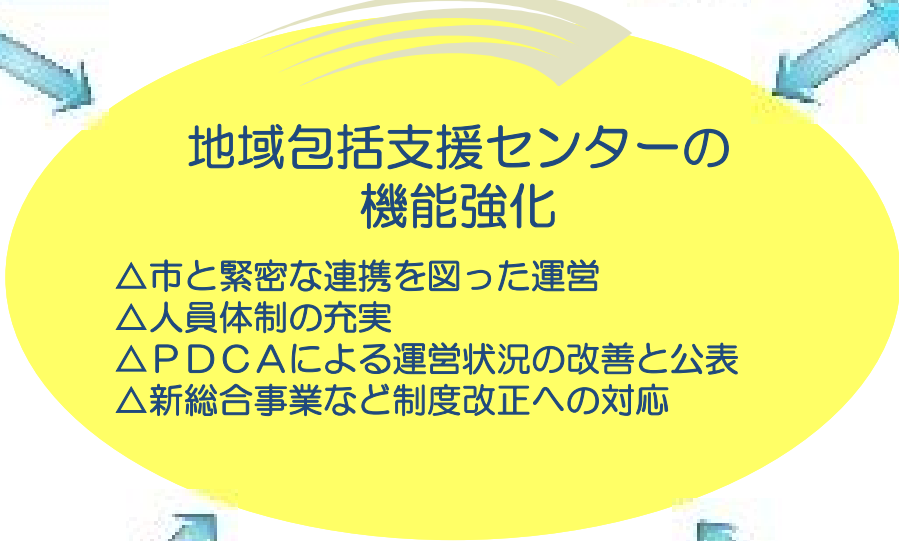 地域包括支援センターの
機能強化
△市と緊密な連携を図った運営
△人員体制の充実
△ＰＤＣＡによる運営状況の改善と公表
△新総合事業など制度改正への対応